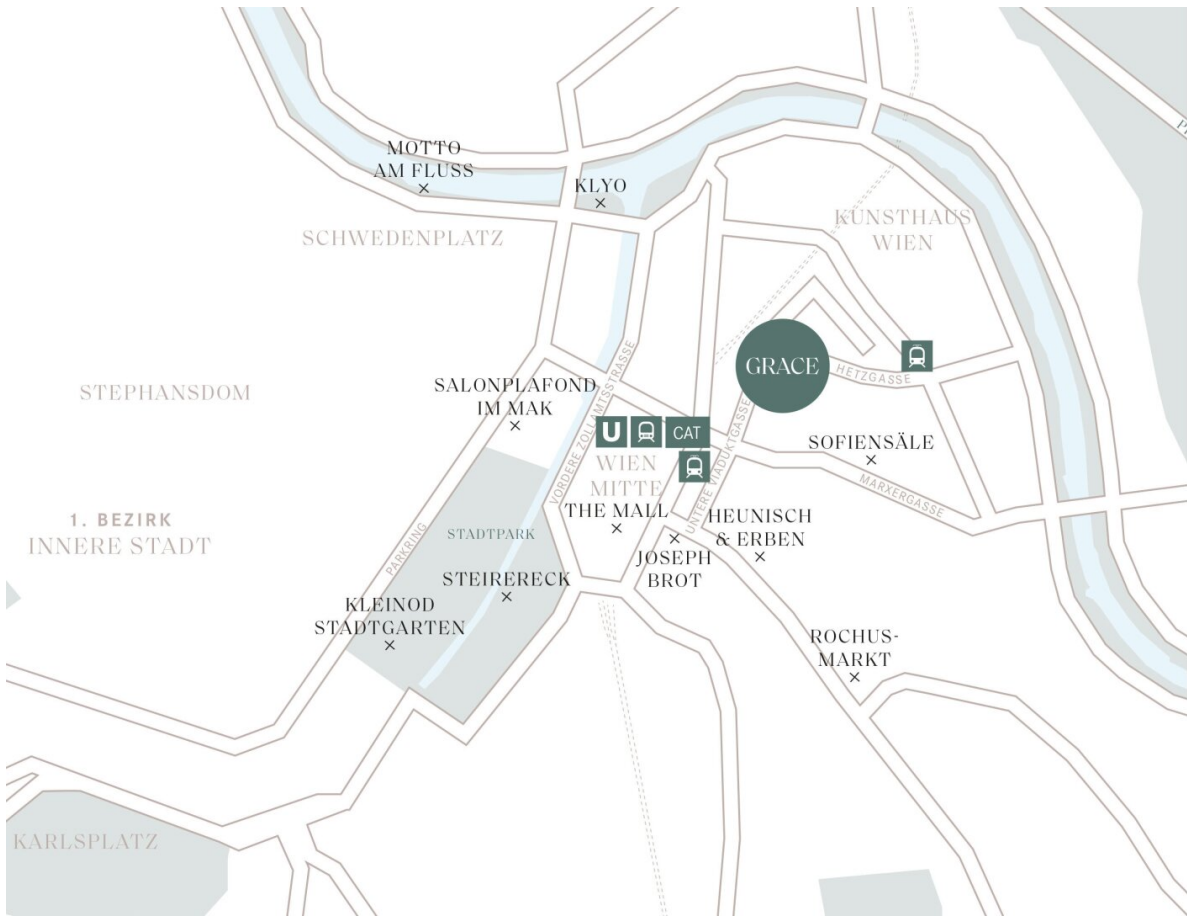 MOTTO
AM FLUSS
KLYO
SCHWEDENPLATZ
KUNSTHAUS
WIEN
GRACE
HETZGASSE
STEPHANSDOM
SALONPLAFOND
IM MAK
VORDERE ZOLLAMTSSTRASSE
U
CAT
WIEN
MITTE
THE MALL
UNTERE VIADUKTGASSE
SOFIENSÄLE
MARXERGASSE
1. BEZIRK
INNERE STADT
PARKRING
STADTPARK
JOSEPH
BROT
HEUNISCH
& ERBEN
STEIRERECK
KLEINOD
STADTGARTEN
ROCHUS-
MARKT
KARLSPLATZ